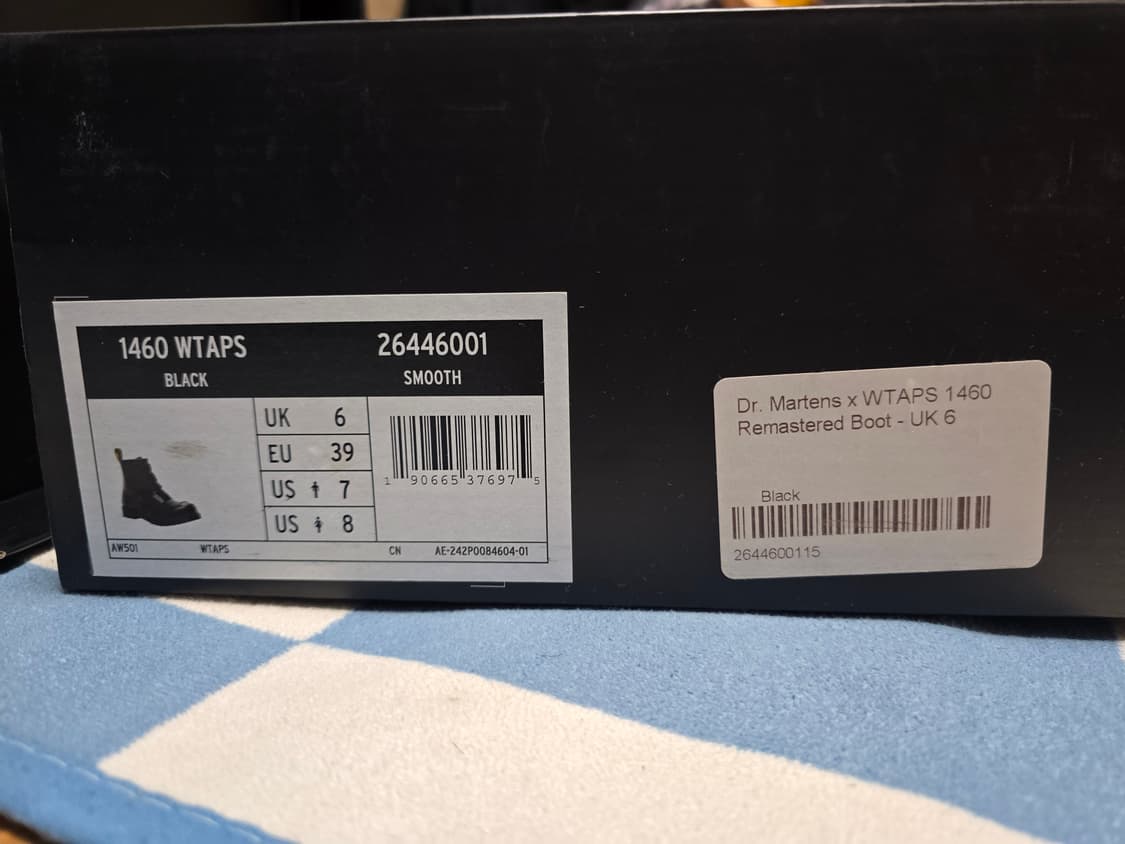 1460 WTAPS
BLACK
26446001
SMOOTH
UK 6
EU 39
US 7
US 8
1 90665 37697 5
AW501 WTAPS CN AE-242P0084604-01
Dr. Martens x WTAPS 1460
Remastered Boot - UK 6
Black
2644600115